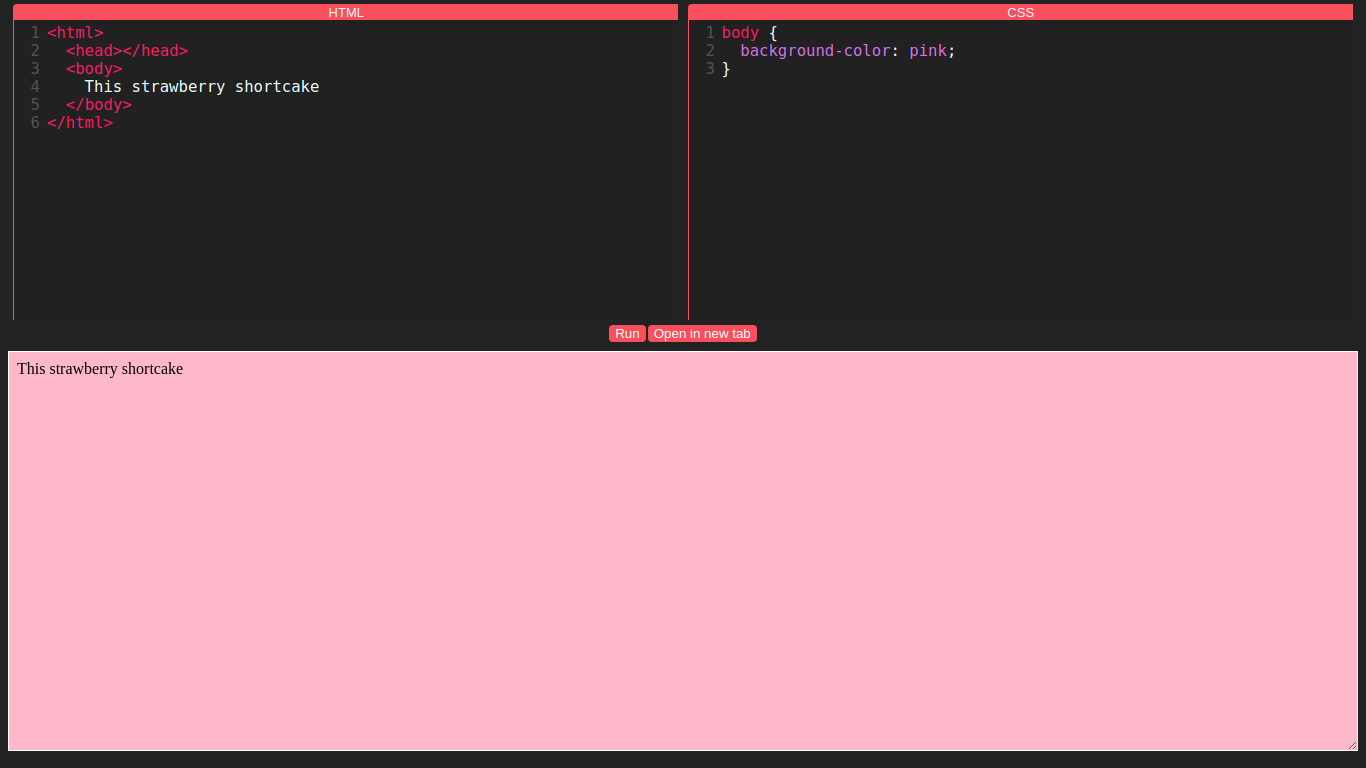 HTML
1 <html>
2   <head></head>
3   <body>
4     This strawberry shortcake
5   </body>
6 </html>
CSS
1 body {
2   background-color: pink;
3 }
Run Open in new tab
This strawberry shortcake